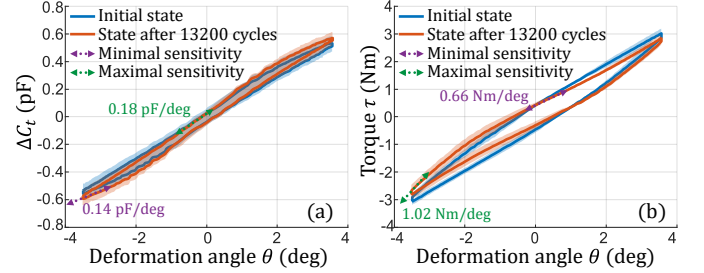 Initial state
State after 13200 cycles
Minimal sensitivity
Maximal sensitivity
0.18 pF/deg
0.14 pF/deg
(a)
0.8
0.6
0.4
0.2
0
-0.2
-0.4
-0.6
-0.8
-4 -2 0 2 4
ΔCₜ (pF)
Deformation angle θ (deg)
Initial state
State after 13200 cycles
Minimal sensitivity
Maximal sensitivity
0.66 Nm/deg
1.02 Nm/deg
(b)
4
3
2
1
0
-1
-2
-3
-4
-4 -2 0 2 4
Torque τ (Nm)
Deformation angle θ (deg)